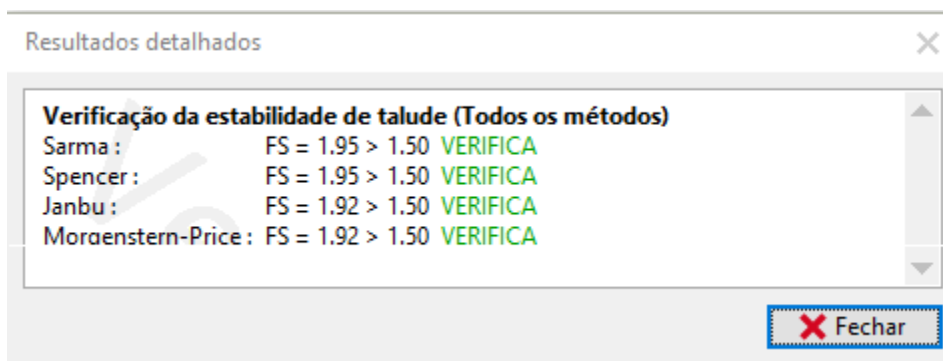 Resultados detalhados
Verificação da estabilidade de talude (Todos os métodos)
Sarma : FS = 1.95 > 1.50 VERIFICA
Spencer : FS = 1.95 > 1.50 VERIFICA
Janbu : FS = 1.92 > 1.50 VERIFICA
Morgenstern-Price : FS = 1.92 > 1.50 VERIFICA
Fechar